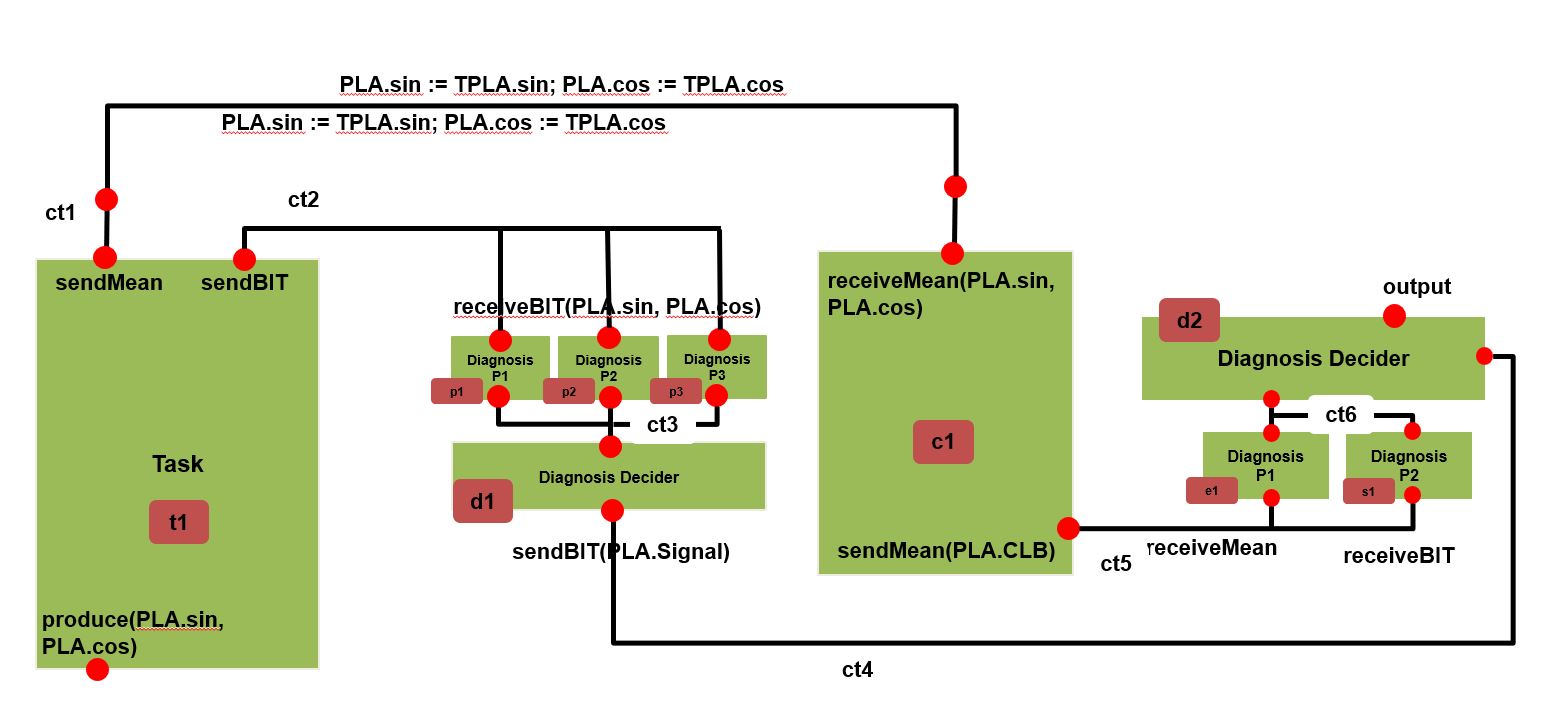 PLA.sin := TPLA.sin; PLA.cos := TPLA.cos
PLA.sin := TPLA.sin; PLA.cos := TPLA.cos
ct1
ct2
sendMean
sendBIT
Task
t1
produce(PLA.sin,
PLA.cos)
receiveBIT(PLA.sin, PLA.cos)
Diagnosis
P1
p1
Diagnosis
P2
p2
Diagnosis
P3
p3
ct3
Diagnosis Decider
d1
sendBIT(PLA.Signal)
receiveMean(PLA.sin,
PLA.cos)
c1
sendMean(PLA.CLB)
output
d2
Diagnosis Decider
ct6
Diagnosis
P1
e1
Diagnosis
P2
s1
ct5
receiveMean
receiveBIT
ct4